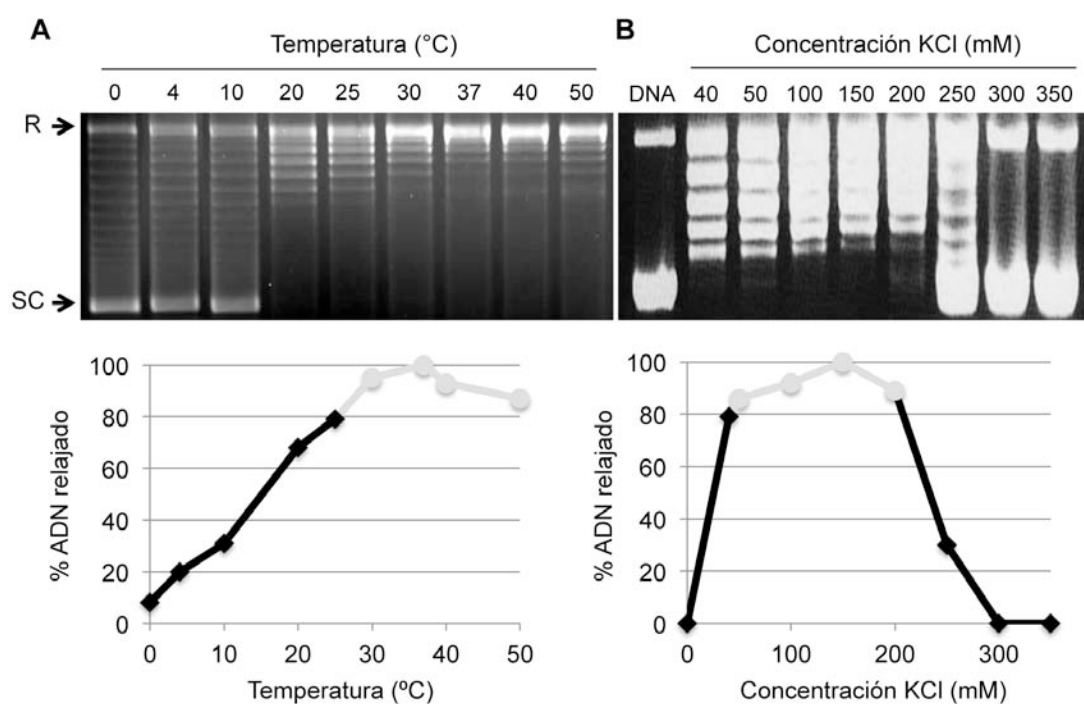 A
Temperatura (°C)
0 4 10 20 25 30 37 40 50
R
SC
B
Concentración KCl (mM)
DNA 40 50 100 150 200 250 300 350
% ADN relajado
100
80
60
40
20
0
0 10 20 30 40 50
Temperatura (ºC)
% ADN relajado
100
80
60
40
20
0
0 100 200 300
Concentración KCl (mM)